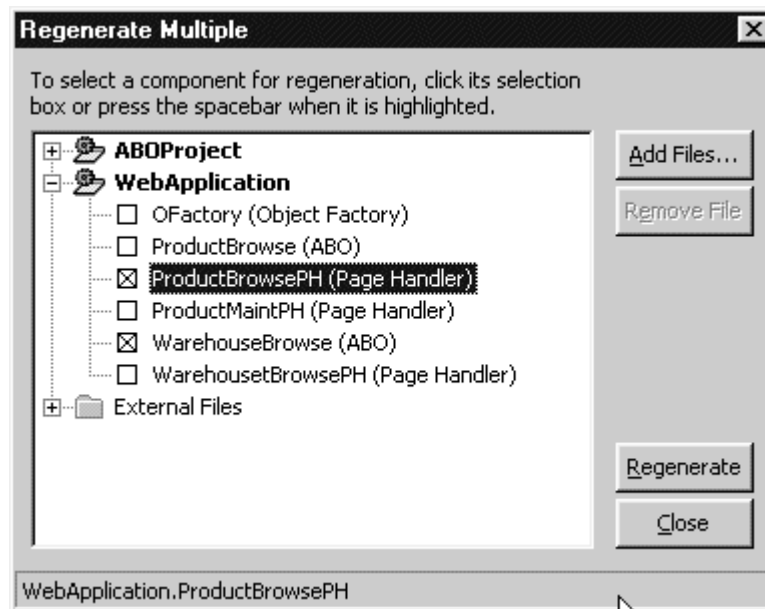 Regenerate Multiple
To select a component for regeneration, click its selection
box or press the spacebar when it is highlighted.
ABOProject
WebApplication
OFactory (Object Factory)
ProductBrowse (ABO)
ProductBrowsePH (Page Handler)
ProductMaintPH (Page Handler)
WarehouseBrowse (ABO)
WarehousetBrowsePH (Page Handler)
External Files
Add Files...
Remove File
Regenerate
Close
WebApplication.ProductBrowsePH